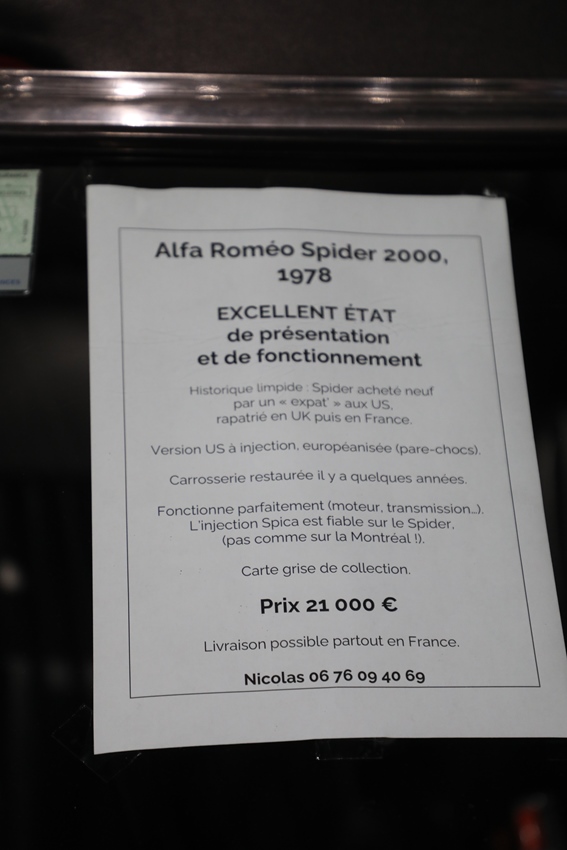 Alfa Roméo Spider 2000,
1978
EXCELLENT ÉTAT
de présentation
et de fonctionnement
Historique limpide : Spider acheté neuf
par un « expat' » aux US,
rapatrié en UK puis en France.
Version US à injection, européanisée (pare-chocs).
Carrosserie restaurée il y a quelques années.
Fonctionne parfaitement (moteur, transmission...).
L'injection Spica est fiable sur le Spider,
(pas comme sur la Montréal !).
Carte grise de collection.
Prix 21 000 €
Livraison possible partout en France.
Nicolas 06 76 09 40 69